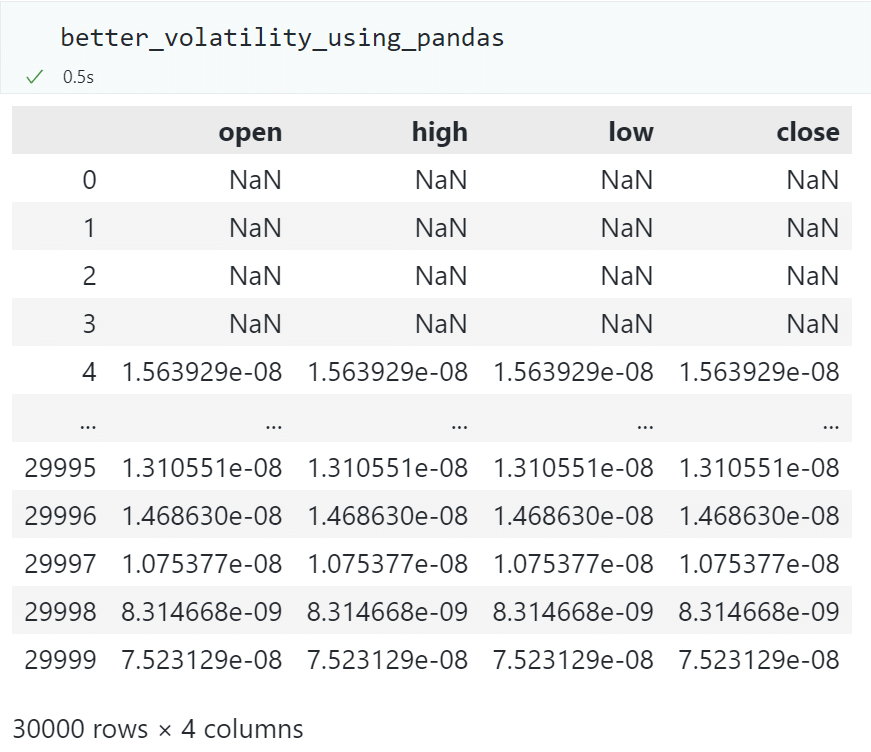 better_volatility_using_pandas
✓ 0.5s
open high low close
0 NaN NaN NaN NaN
1 NaN NaN NaN NaN
2 NaN NaN NaN NaN
3 NaN NaN NaN NaN
4 1.563929e-08 1.563929e-08 1.563929e-08 1.563929e-08
... ... ... ... ...
29995 1.310551e-08 1.310551e-08 1.310551e-08 1.310551e-08
29996 1.468630e-08 1.468630e-08 1.468630e-08 1.468630e-08
29997 1.075377e-08 1.075377e-08 1.075377e-08 1.075377e-08
29998 8.314668e-09 8.314668e-09 8.314668e-09 8.314668e-09
29999 7.523129e-08 7.523129e-08 7.523129e-08 7.523129e-08
30000 rows × 4 columns